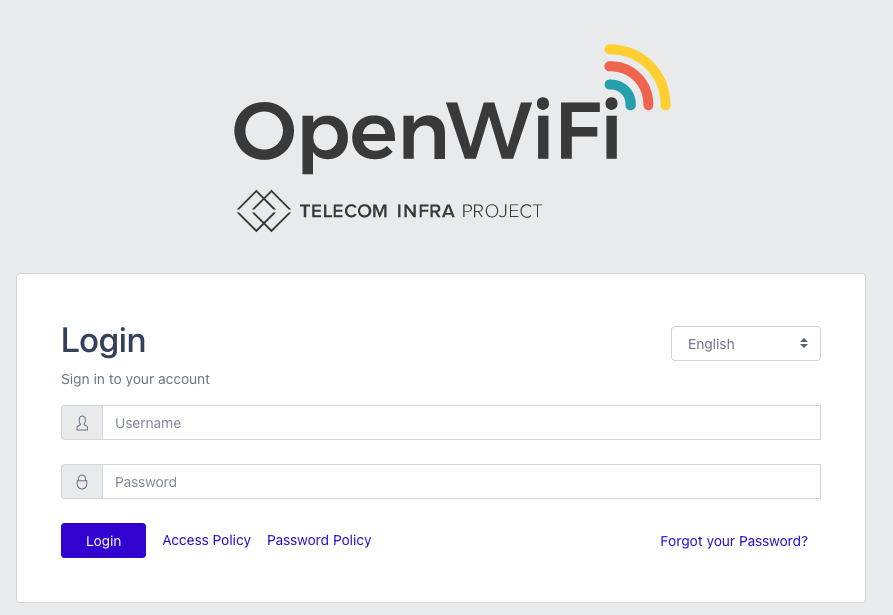 OpenWiFi
TELECOM INFRA PROJECT
Login
English
Sign in to your account
Username
Password
Login Access Policy Password Policy Forgot your Password?